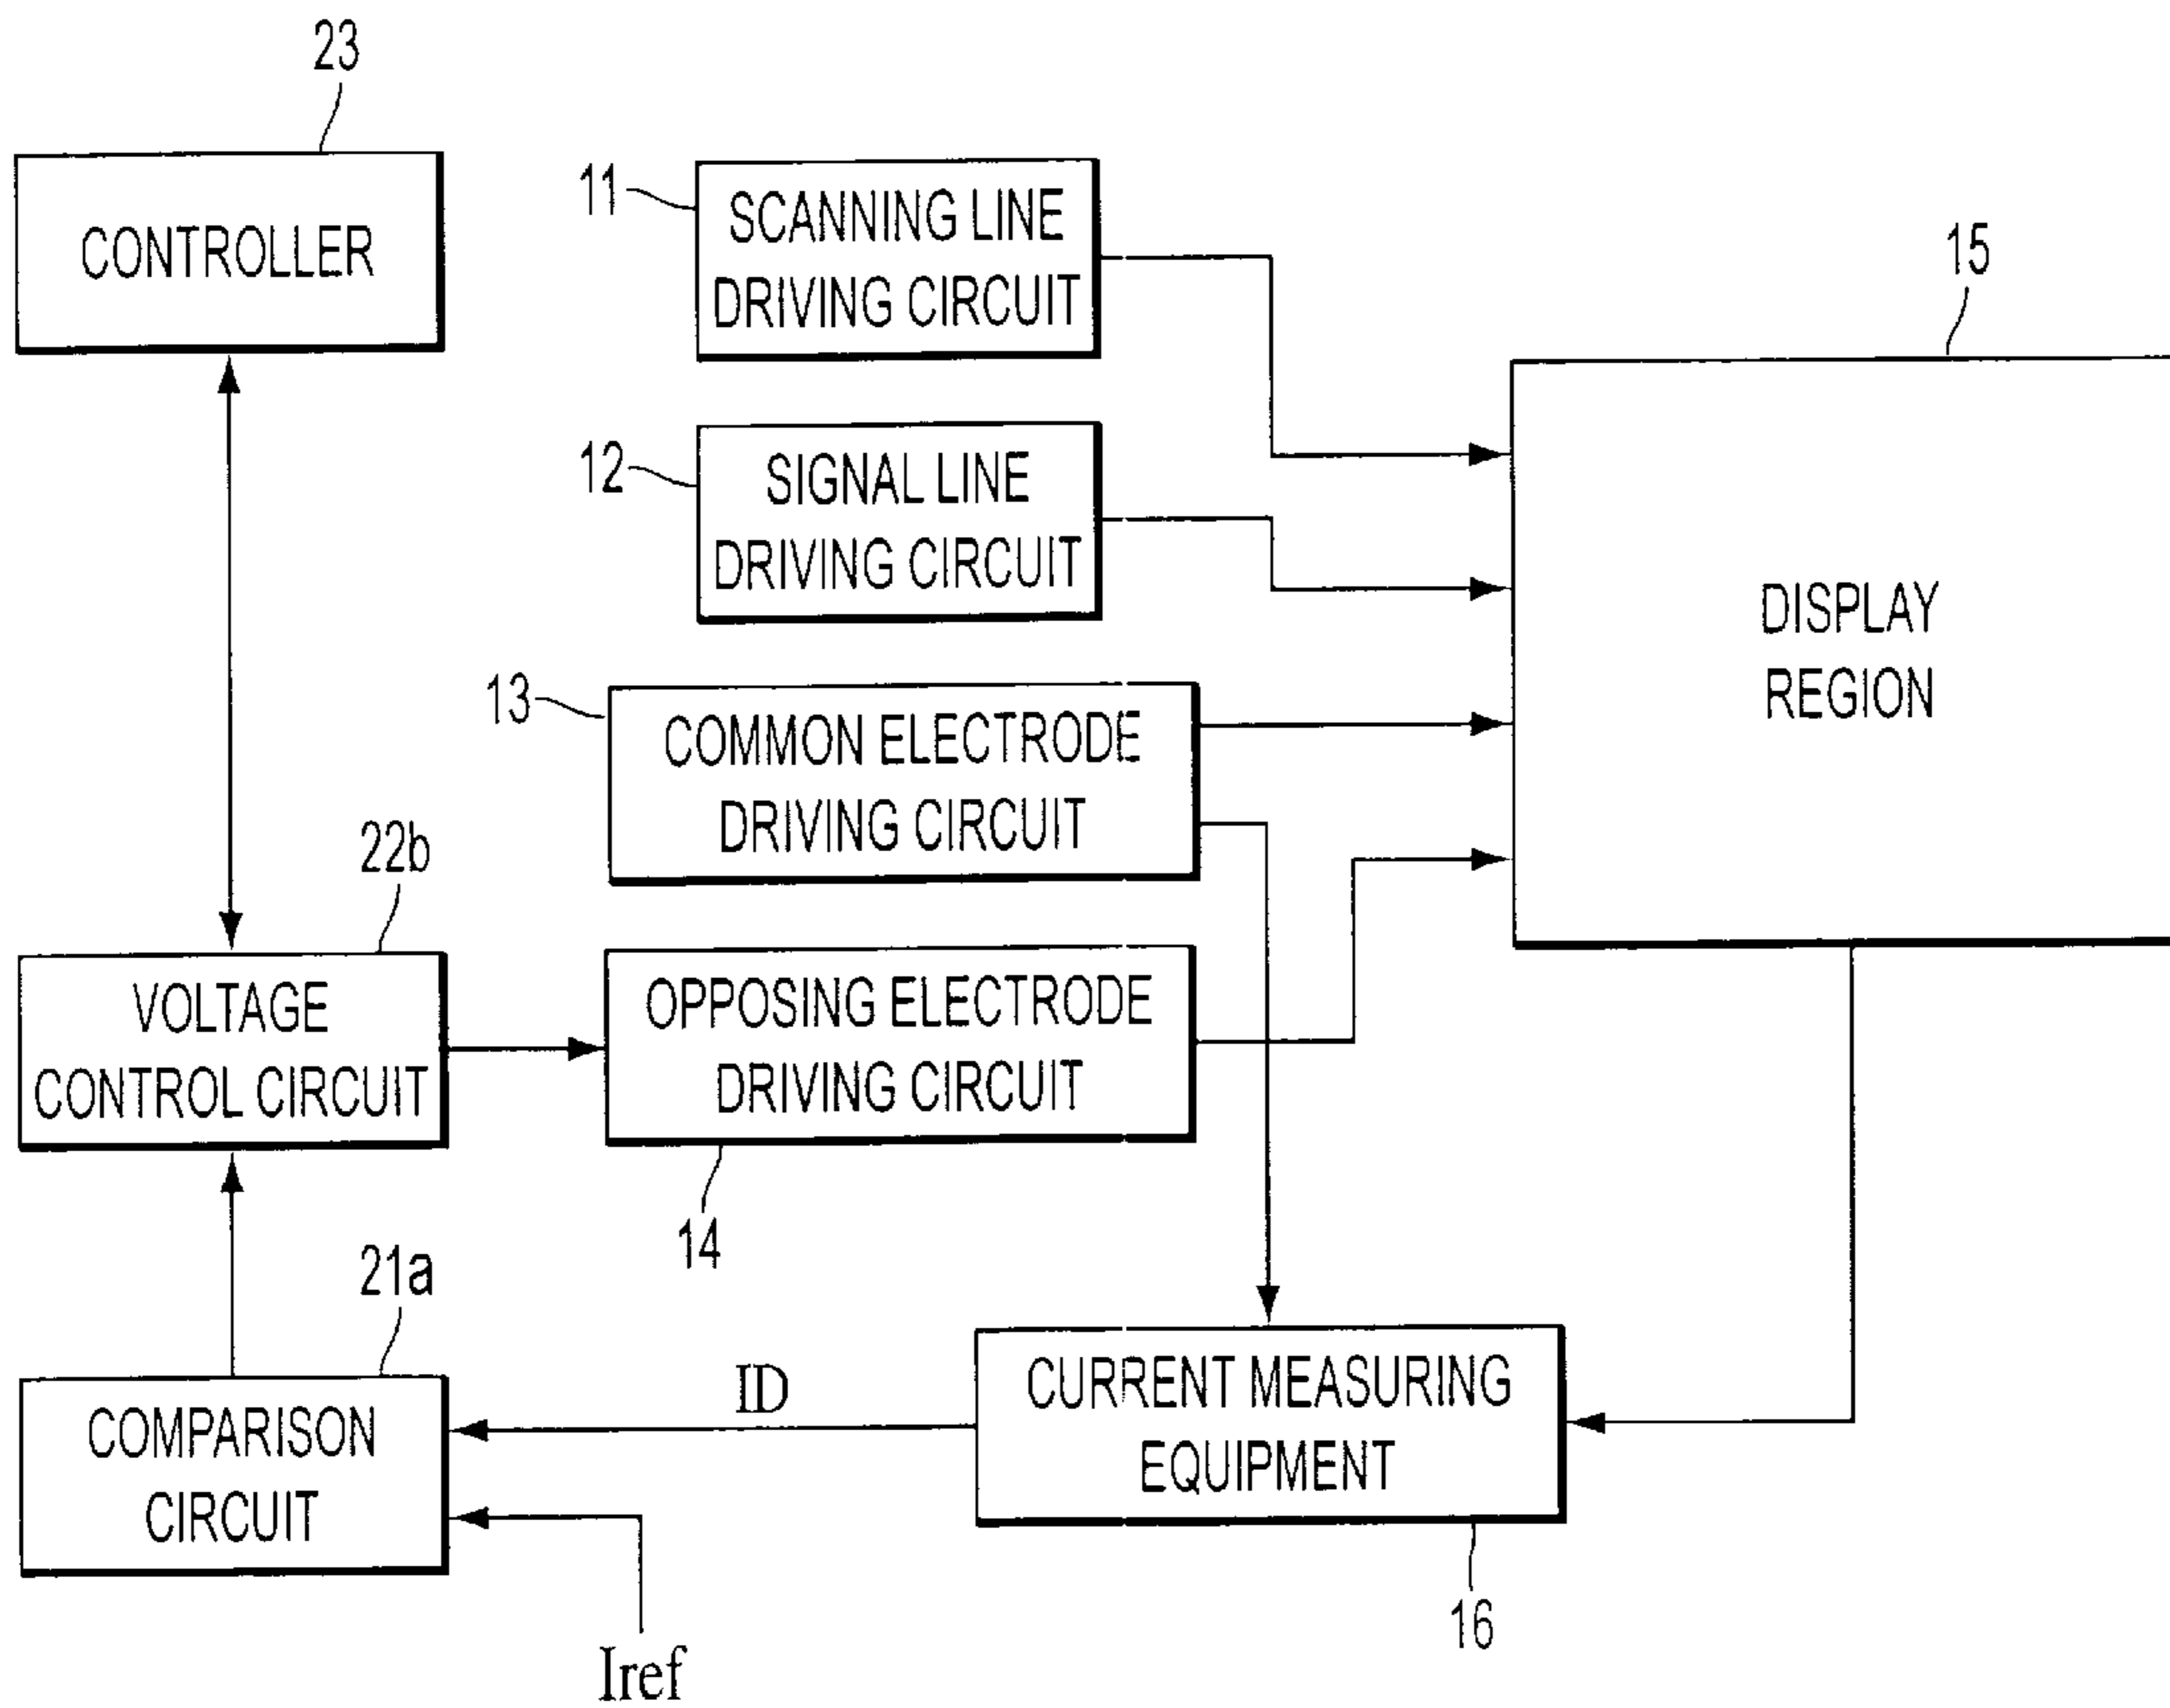 23
CONTROLLER
11
SCANNING LINE
DRIVING CIRCUIT
15
12
SIGNAL LINE
DRIVING CIRCUIT
DISPLAY
REGION
13
COMMON ELECTRODE
DRIVING CIRCUIT
22b
VOLTAGE
CONTROL CIRCUIT
OPPOSING ELECTRODE
DRIVING CIRCUIT
14
21a
COMPARISON
CIRCUIT
ID
CURRENT MEASURING
EQUIPMENT
16
Iref